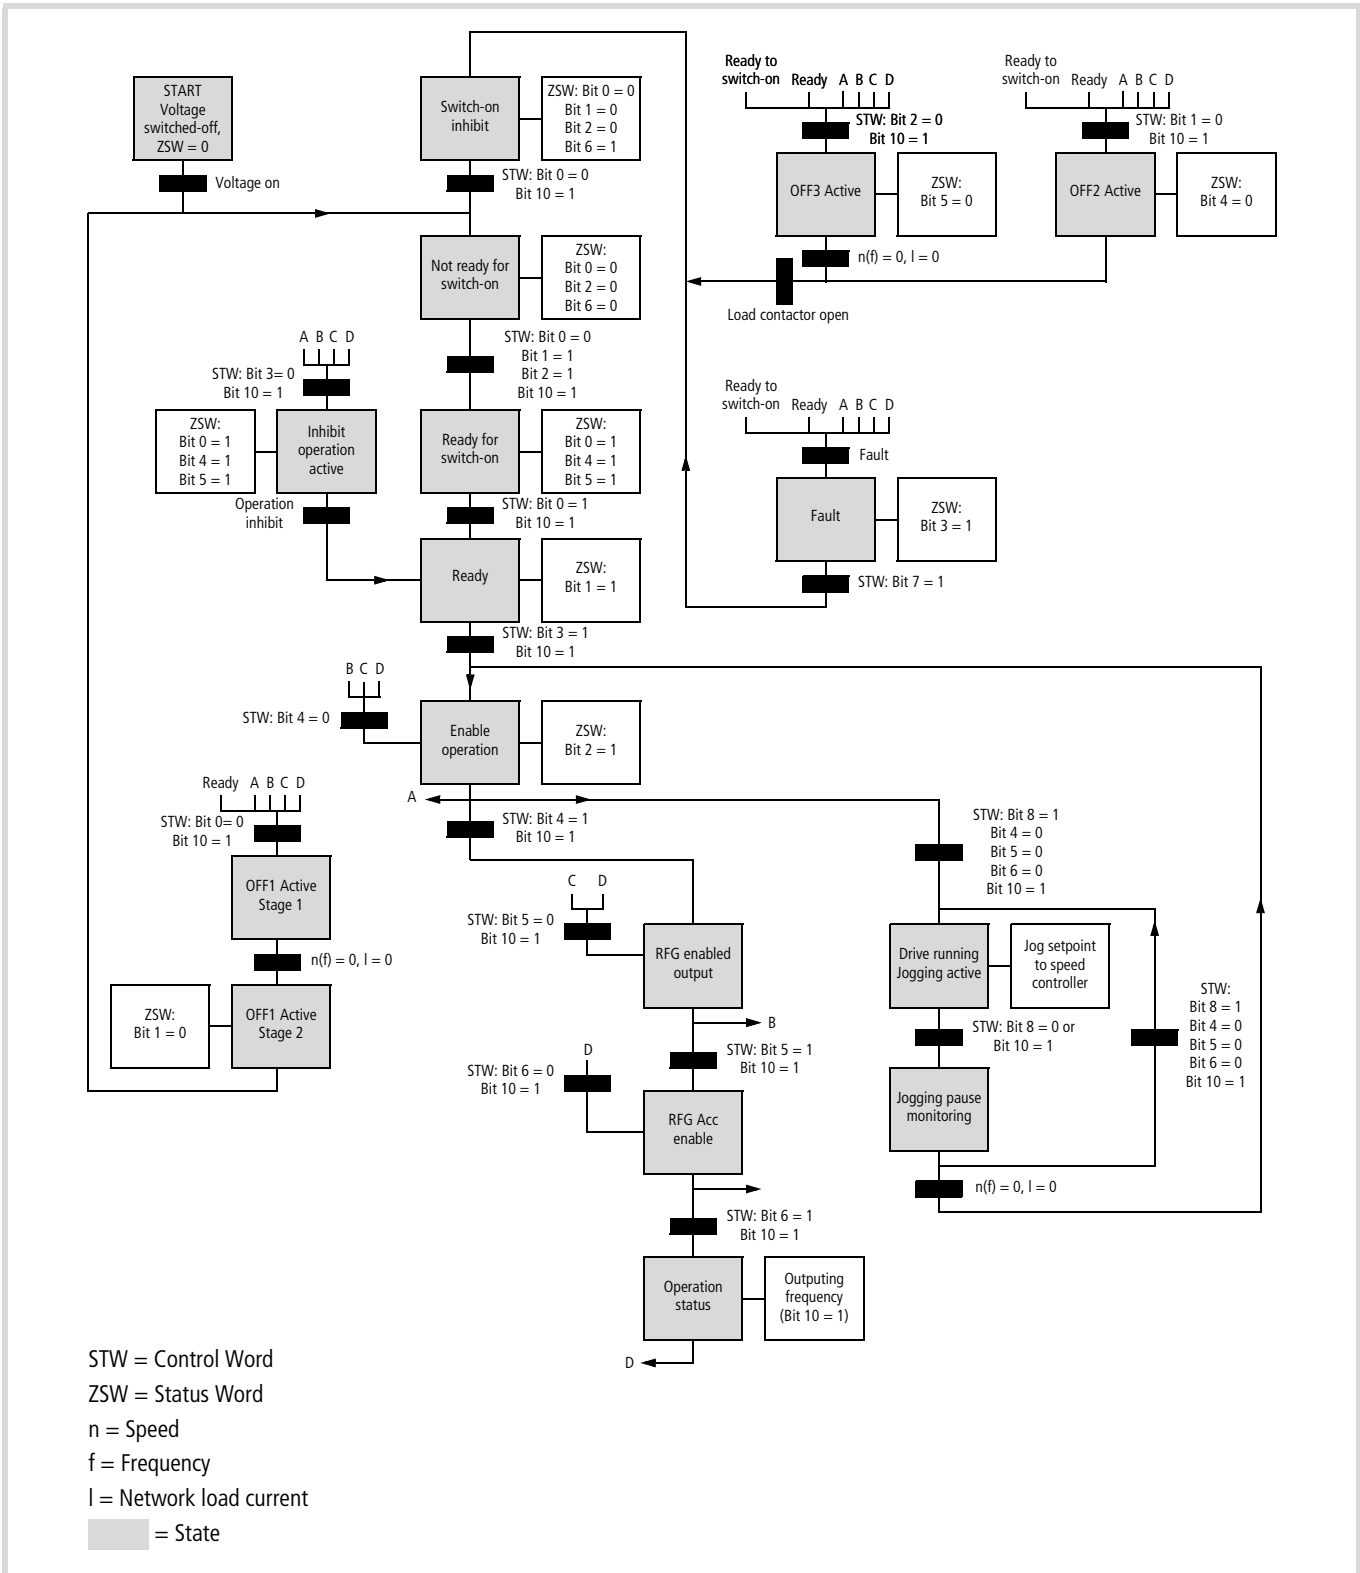 START
Voltage
switched-off,
ZSW = 0
Voltage on
Switch-on
inhibit
ZSW: Bit 0 = 0
Bit 1 = 0
Bit 2 = 0
Bit 6 = 1
STW: Bit 0 = 0
Bit 10 = 1
Not ready for
switch-on
ZSW:
Bit 0 = 0
Bit 2 = 0
Bit 6 = 0
STW: Bit 0 = 0
Bit 1 = 1
Bit 2 = 1
Bit 10 = 1
Ready to
switch-on Ready A B C D
STW: Bit 2 = 0
Bit 10 = 1
OFF3 Active
ZSW:
Bit 5 = 0
n(f) = 0, I = 0
Load contactor open
Ready to
switch-on Ready A B C D
STW: Bit 1 = 0
Bit 10 = 1
OFF2 Active
ZSW:
Bit 4 = 0
A B C D
STW: Bit 3= 0
Bit 10 = 1
ZSW:
Bit 0 = 1
Bit 4 = 1
Bit 5 = 1
Inhibit
operation
active
Operation
inhibit
Ready for
switch-on
ZSW:
Bit 0 = 1
Bit 4 = 1
Bit 5 = 1
STW: Bit 0 = 1
Bit 10 = 1
Ready
ZSW:
Bit 1 = 1
STW: Bit 3 = 1
Bit 10 = 1
Ready to
switch-on Ready A B C D
Fault
Fault
ZSW:
Bit 3 = 1
STW: Bit 7 = 1
B C D
STW: Bit 4 = 0
Enable
operation
ZSW:
Bit 2 = 1
A
STW: Bit 4 = 1
Bit 10 = 1
Ready A B C D
STW: Bit 0= 0
Bit 10 = 1
OFF1 Active
Stage 1
n(f) = 0, I = 0
ZSW:
Bit 1 = 0
OFF1 Active
Stage 2
C D
STW: Bit 5 = 0
Bit 10 = 1
RFG enabled
output
B
STW: Bit 5 = 1
Bit 10 = 1
D
STW: Bit 6 = 0
Bit 10 = 1
RFG Acc
enable
STW: Bit 6 = 1
Bit 10 = 1
Operation
status
Outputing
frequency
(Bit 10 = 1)
D
STW: Bit 8 = 1
Bit 4 = 0
Bit 5 = 0
Bit 6 = 0
Bit 10 = 1
Drive running
Jogging active
Jog setpoint
to speed
controller
STW: Bit 8 = 0 or
Bit 10 = 1
STW:
Bit 8 = 1
Bit 4 = 0
Bit 5 = 0
Bit 6 = 0
Bit 10 = 1
Jogging pause
monitoring
n(f) = 0, I = 0
STW = Control Word
ZSW = Status Word
n = Speed
f = Frequency
I = Network load current
= State